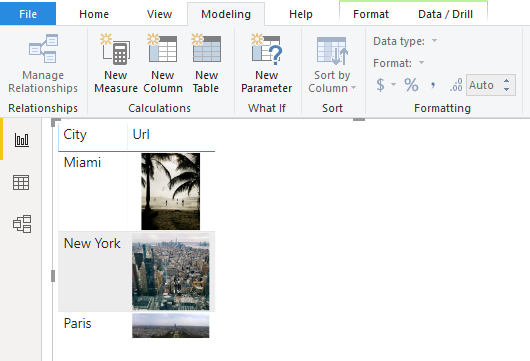 File Home View Modeling Help Format Data / Drill
Manage Relationships
New Measure
New Column
New Table
New Parameter
Sort by Column
Data type:
Format:
$ % , .00 Auto
Relationships Calculations What If Sort Formatting
City Url
Miami
New York
Paris